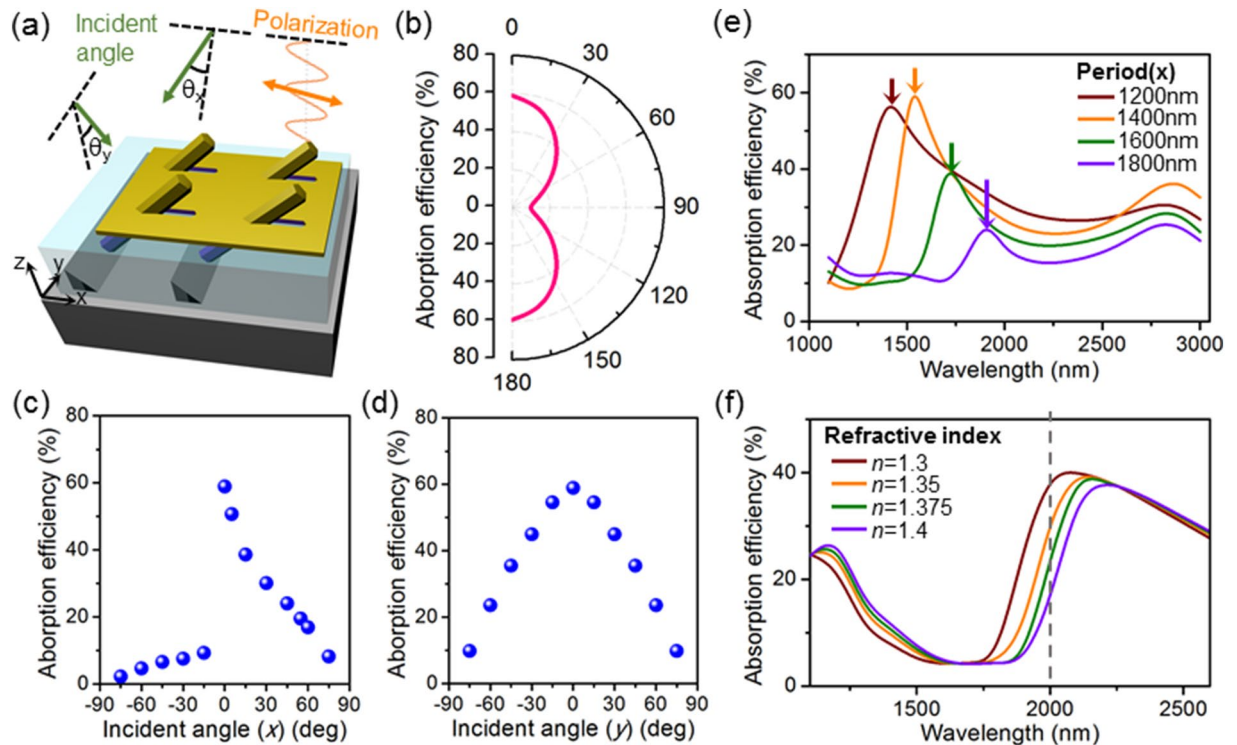 (a)
Incident
angle
Polarization
θx
θy
z
y
x
(b)
Aborption efficiency (%)
80
60
40
20
0
20
40
60
80
0
30
60
90
120
150
180
(e)
Absorption efficiency (%)
60
40
20
0
1000
1500
2000
2500
3000
Wavelength (nm)
Period(x)
1200nm
1400nm
1600nm
1800nm
(c)
Aborption efficiency (%)
80
60
40
20
0
-90
-60
-30
0
30
60
90
Incident angle (x) (deg)
(d)
Aborption efficiency (%)
80
60
40
20
0
-90
-60
-30
0
30
60
90
Incident angle (y) (deg)
(f)
Absorption efficiency (%)
40
20
0
1500
2000
2500
Wavelength (nm)
Refractive index
n=1.3
n=1.35
n=1.375
n=1.4